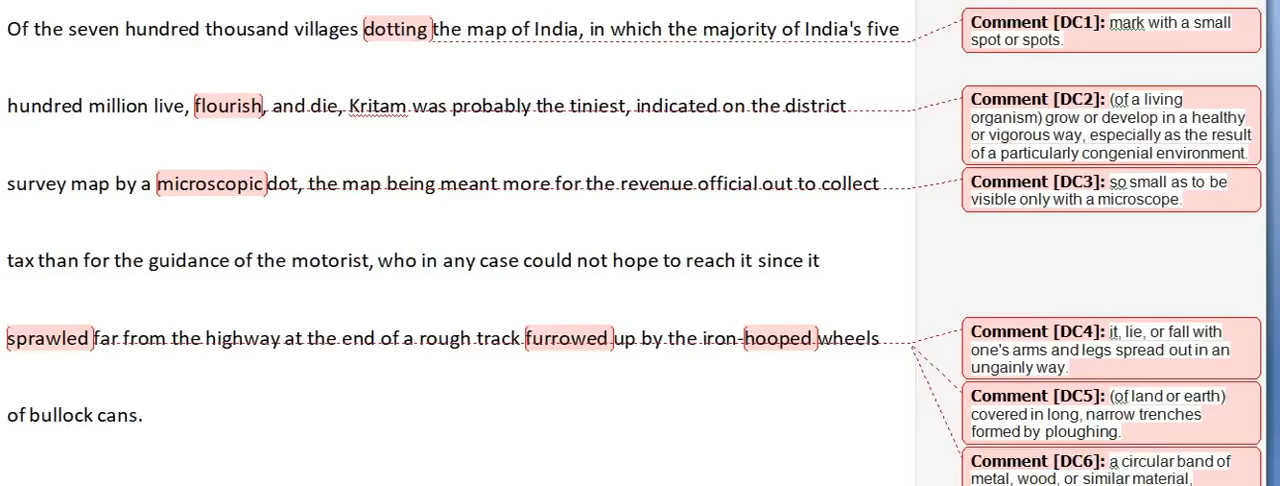 Of the seven hundred thousand villages dotting the map of India, in which the majority of India's five
hundred million live, flourish, and die, Kritam was probably the tiniest, indicated on the district
survey map by a microscopic dot, the map being meant more for the revenue official out to collect
tax than for the guidance of the motorist, who in any case could not hope to reach it since it
sprawled far from the highway at the end of a rough track furrowed up by the iron-hooped wheels
of bullock cans.
Comment [DC1]: mark with a small
spot or spots.
Comment [DC2]: (of a living
organism) grow or develop in a healthy
or vigorous way, especially as the result
of a particularly congenial environment.
Comment [DC3]: so small as to be
visible only with a microscope.
Comment [DC4]: it, lie, or fall with
one's arms and legs spread out in an
ungainly way.
Comment [DC5]: (of land or earth)
covered in long, narrow trenches
formed by ploughing.
Comment [DC6]: a circular band of
metal, wood, or similar material,